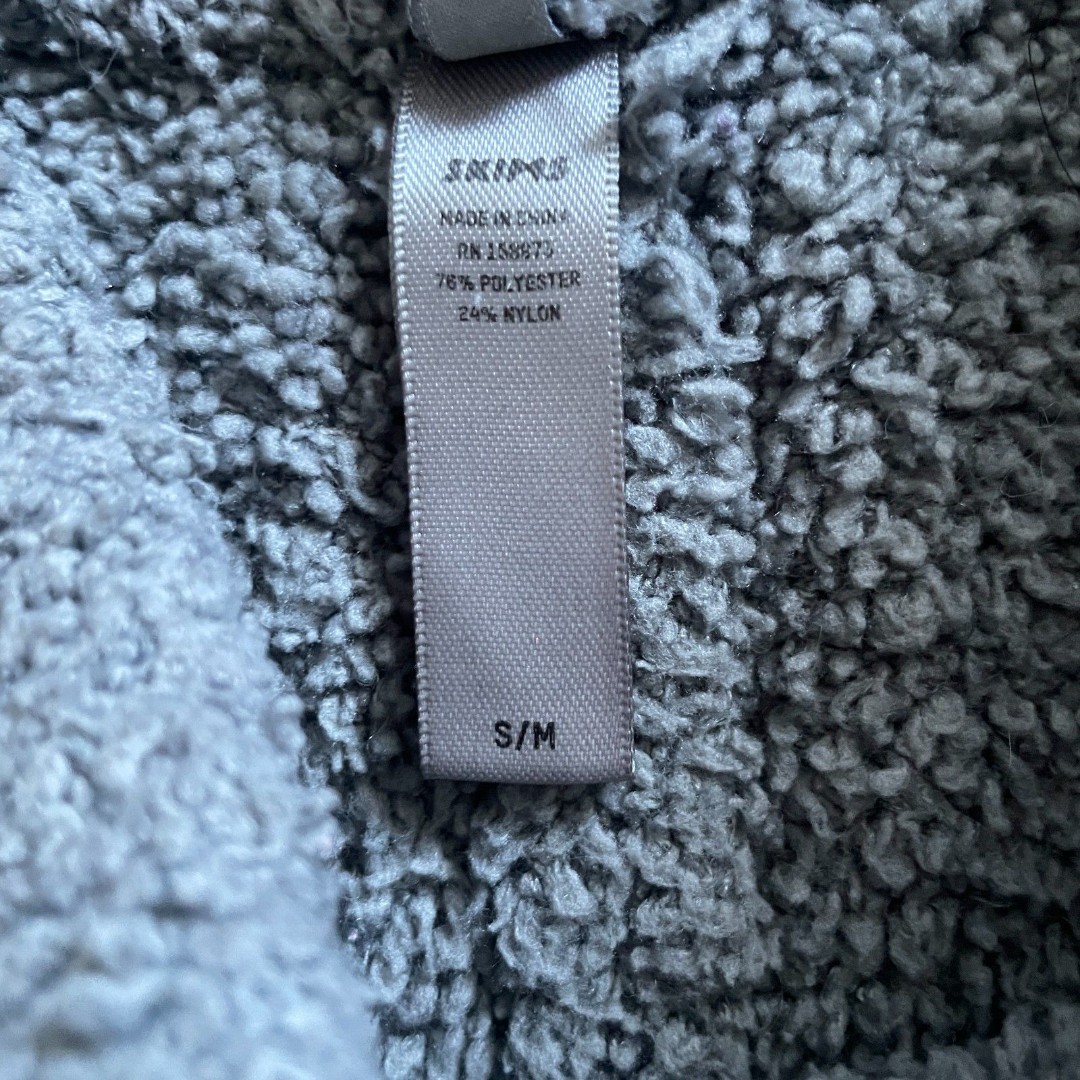 SKIMS
MADE IN CHINA
RN
76% POLYESTER
24% NYLON
S/M